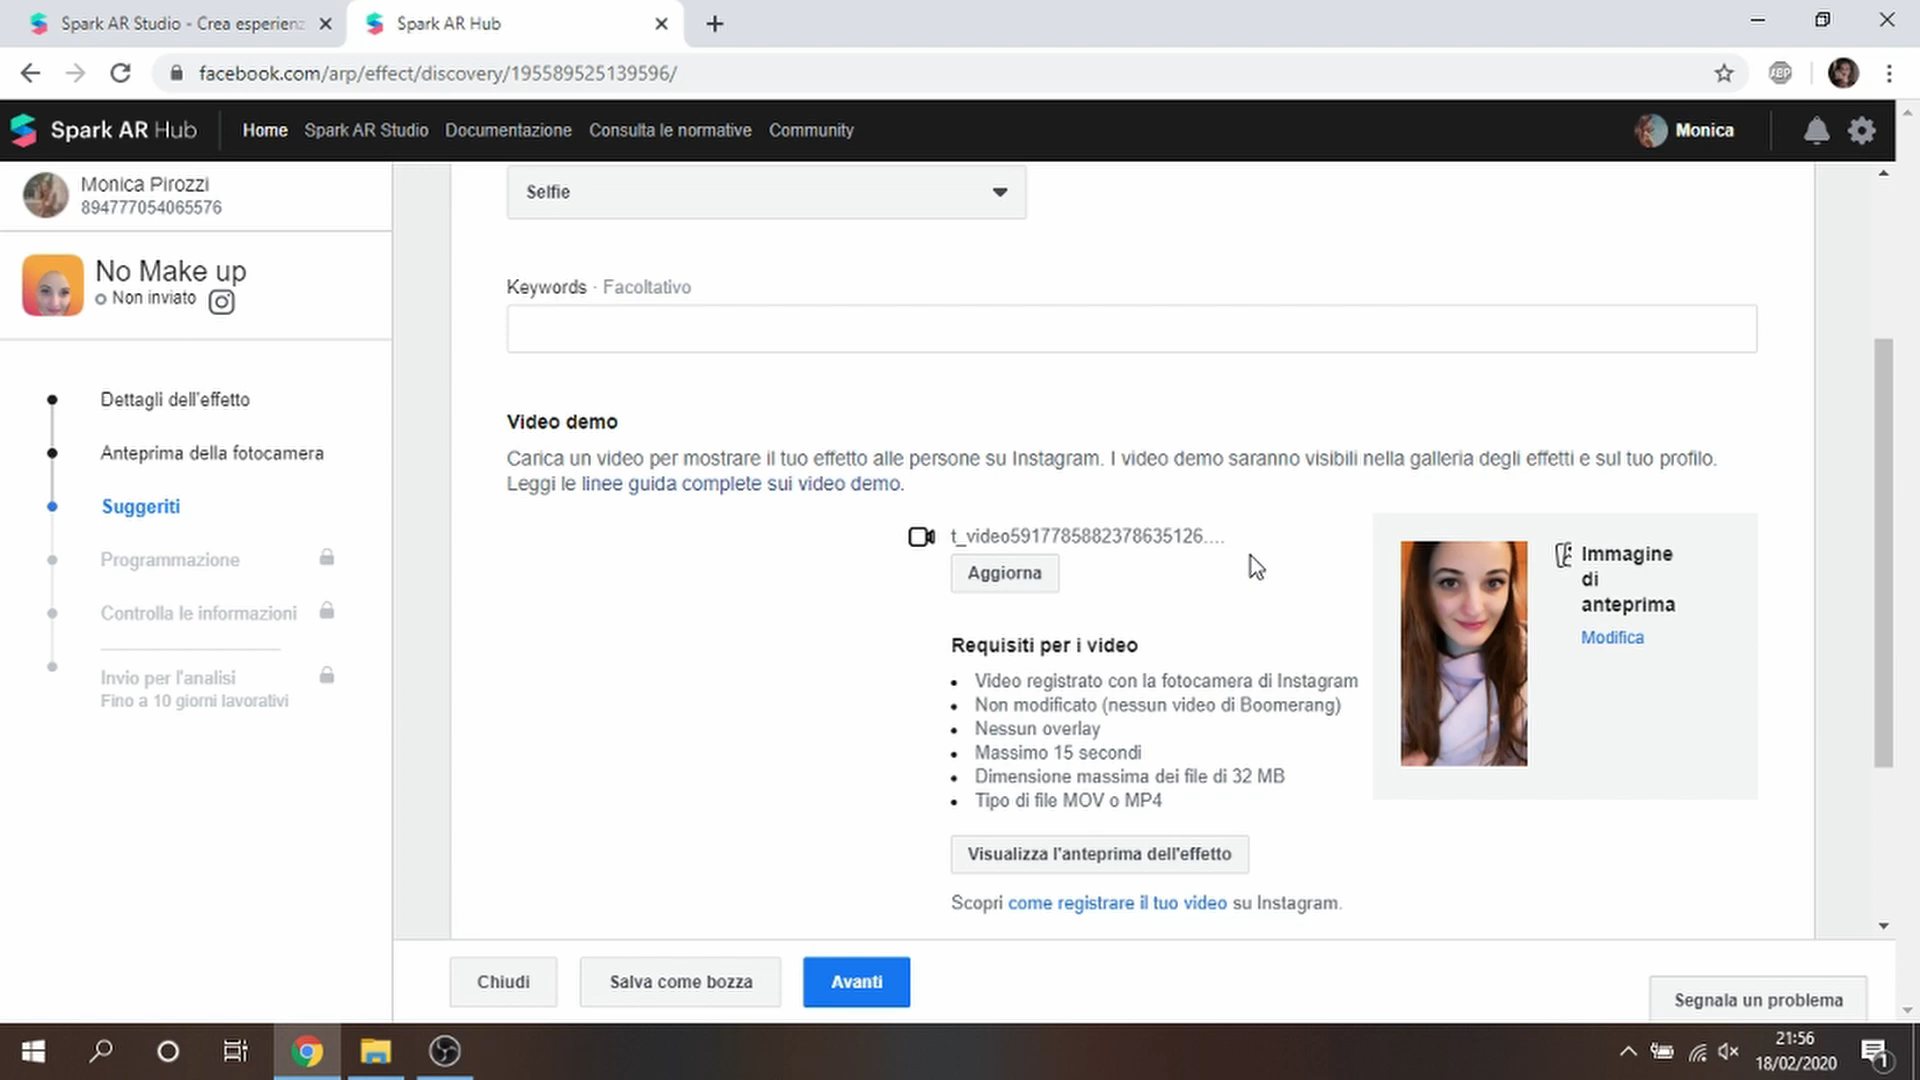 Spark AR Studio - Crea esperienz
Spark AR Hub
facebook.com/arp/effect/discovery/195589525139596/
ABP
Spark AR Hub
Home
Spark AR Studio
Documentazione
Consulta le normative
Community
Monica
Monica Pirozzi
894777054065576
No Make up
Non inviato
Dettagli dell'effetto
Anteprima della fotocamera
Suggeriti
Programmazione
Controlla le informazioni
Invio per l'analisi
Fino a 10 giorni lavorativi
Selfie
Keywords · Facoltativo
Video demo
Carica un video per mostrare il tuo effetto alle persone su Instagram. I video demo saranno visibili nella galleria degli effetti e sul tuo profilo.
Leggi le linee guida complete sui video demo.
t_video5917785882378635126....
Aggiorna
Requisiti per i video
• Video registrato con la fotocamera di Instagram
• Non modificato (nessun video di Boomerang)
• Nessun overlay
• Massimo 15 secondi
• Dimensione massima dei file di 32 MB
• Tipo di file MOV o MP4
Visualizza l'anteprima dell'effetto
Scopri come registrare il tuo video su Instagram.
Immagine
di
anteprima
Modifica
Chiudi
Salva come bozza
Avanti
Segnala un problema
21:56
18/02/2020
1